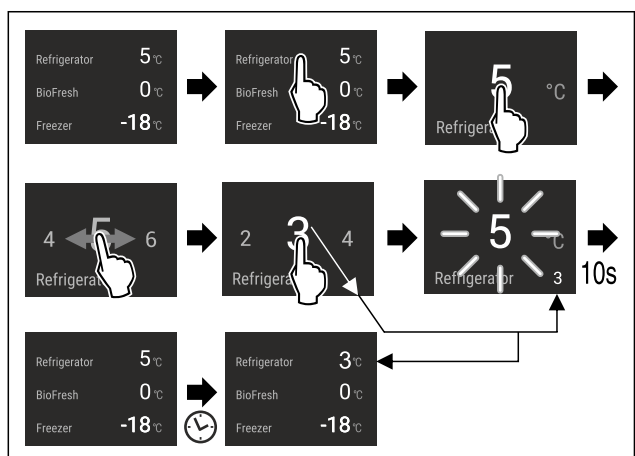 Refrigerator 5 °C
BioFresh 0 °C
Freezer -18 °C
Refrigerator 5 °C
BioFresh 0 °C
Freezer -18 °C
5 °C
Refriger
4 5 6
Refrigerat
2 3 4
Refrigera
5 °C
Refrigerator 3
10s
Refrigerator 5 °C
BioFresh 0 °C
Freezer -18 °C
Refrigerator 3 °C
BioFresh 0 °C
Freezer -18 °C